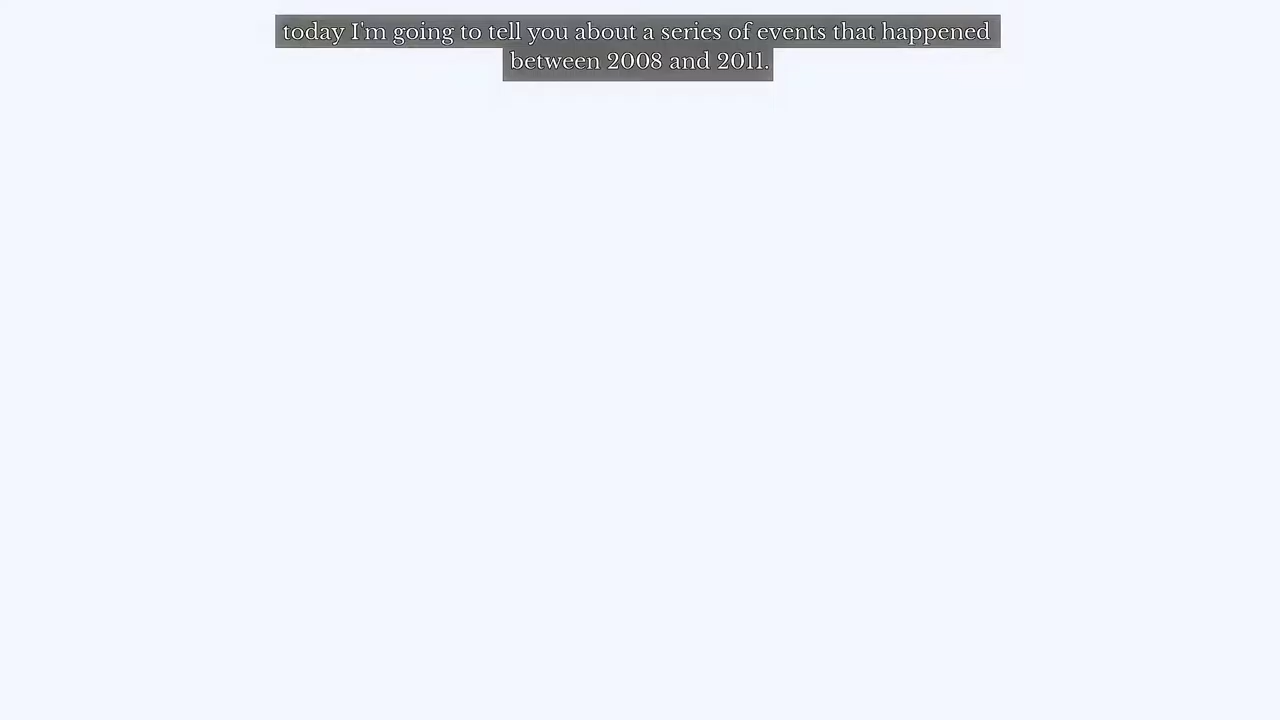 today I'm going to tell you about a series of events that happened
between 2008 and 2011.